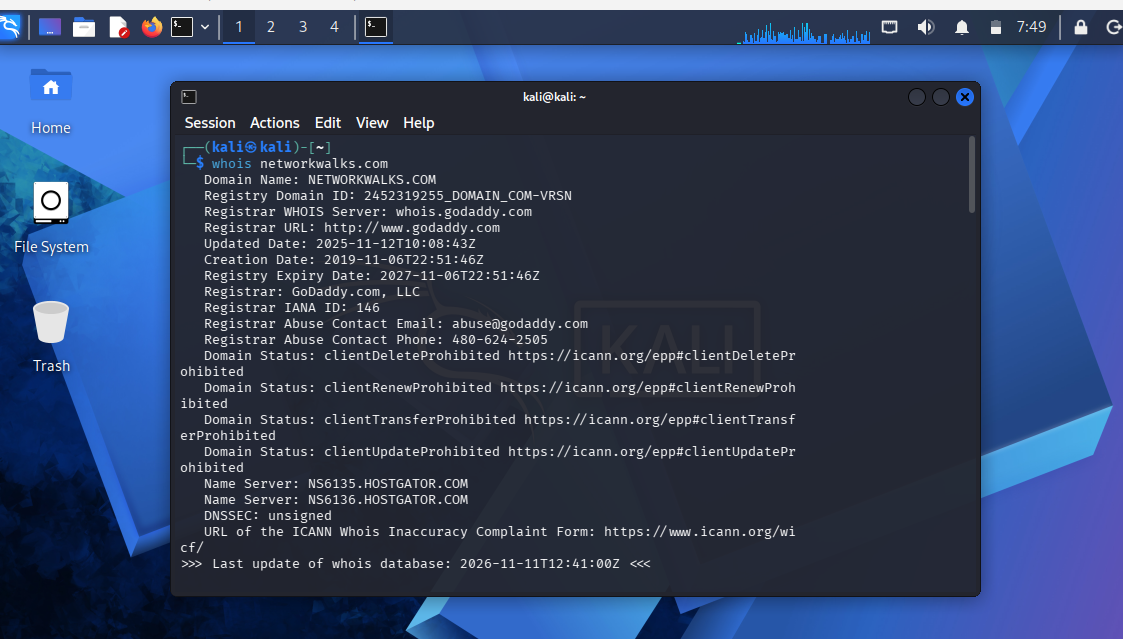 1 2 3 4
7:49
Home
File System
Trash
kali@kali: ~
Session Actions Edit View Help
┌──(kali㉿kali)-[~]
└─$ whois networkwalks.com
Domain Name: NETWORKWALKS.COM
Registry Domain ID: 2452319255_DOMAIN_COM-VRSN
Registrar WHOIS Server: whois.godaddy.com
Registrar URL: http://www.godaddy.com
Updated Date: 2025-11-12T10:08:43Z
Creation Date: 2019-11-06T22:51:46Z
Registry Expiry Date: 2027-11-06T22:51:46Z
Registrar: GoDaddy.com, LLC
Registrar IANA ID: 146
Registrar Abuse Contact Email: abuse@godaddy.com
Registrar Abuse Contact Phone: 480-624-2505
Domain Status: clientDeleteProhibited https://icann.org/epp#clientDeletePr
ohibited
Domain Status: clientRenewProhibited https://icann.org/epp#clientRenewProh
ibited
Domain Status: clientTransferProhibited https://icann.org/epp#clientTransf
erProhibited
Domain Status: clientUpdateProhibited https://icann.org/epp#clientUpdatePr
ohibited
Name Server: NS6135.HOSTGATOR.COM
Name Server: NS6136.HOSTGATOR.COM
DNSSEC: unsigned
URL of the ICANN Whois Inaccuracy Complaint Form: https://www.icann.org/wi
cf/
>>> Last update of whois database: 2026-11-11T12:41:00Z <<<
KALI